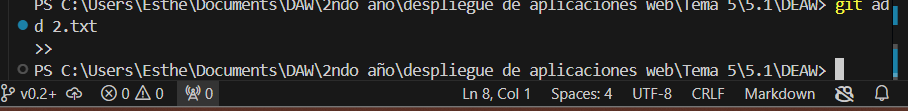 PS C:\Users\Esthe\Documents\DAW\2ndo año\despliegue de aplicaciones web\Tema 5\5.1\DEAW> git ad
d 2.txt
>>
PS C:\Users\Esthe\Documents\DAW\2ndo año\despliegue de aplicaciones web\Tema 5\5.1\DEAW>
v0.2+ 0 0 0 Ln 8, Col 1 Spaces: 4 UTF-8 CRLF Markdown